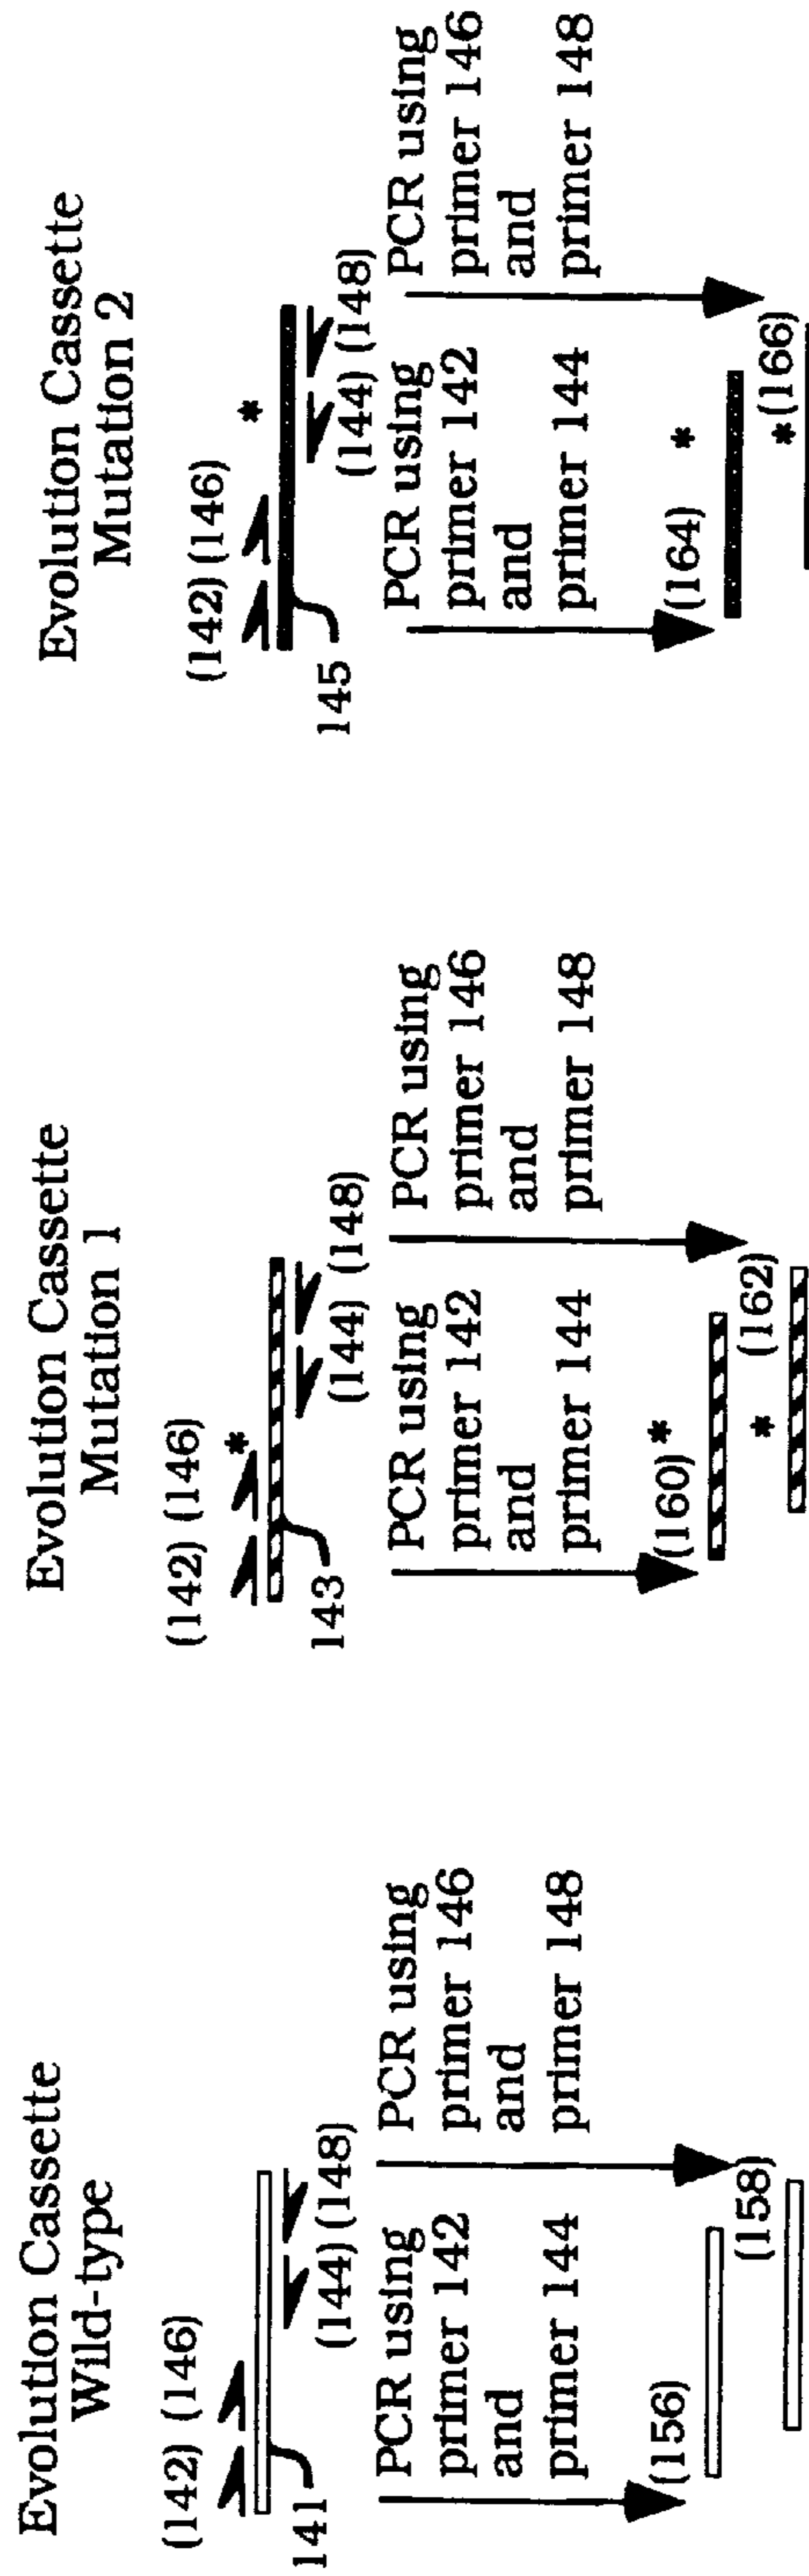 Evolution Cassette
Wild-type
(142) (146)
141
(144) (148)
PCR using
primer 142
and
primer 144
PCR using
primer 146
and
primer 148
(156)
(158)
Evolution Cassette
Mutation 1
(142) (146)
*
143
(144) (148)
PCR using
primer 142
and
primer 144
PCR using
primer 146
and
primer 148
(160) *
* (162)
Evolution Cassette
Mutation 2
(142) (146)
*
145
(144) (148)
PCR using
primer 142
and
primer 144
PCR using
primer 146
and
primer 148
(164) *
*(166)